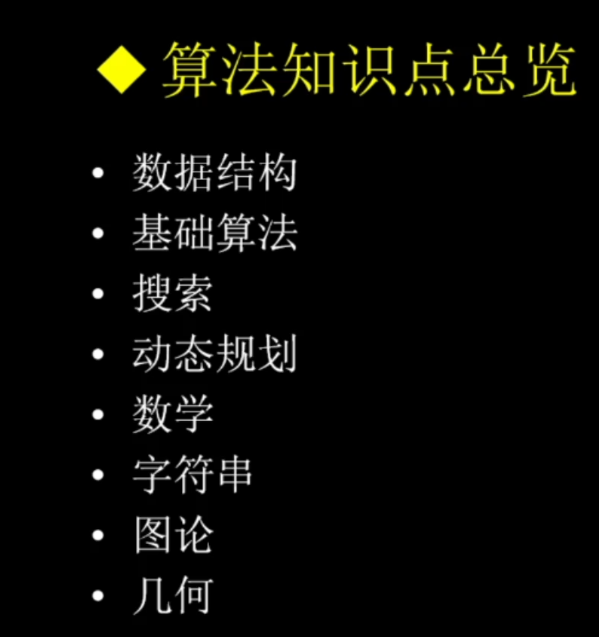 ◆ 算法知识点总览
• 数据结构
• 基础算法
• 搜索
• 动态规划
• 数学
• 字符串
• 图论
• 几何